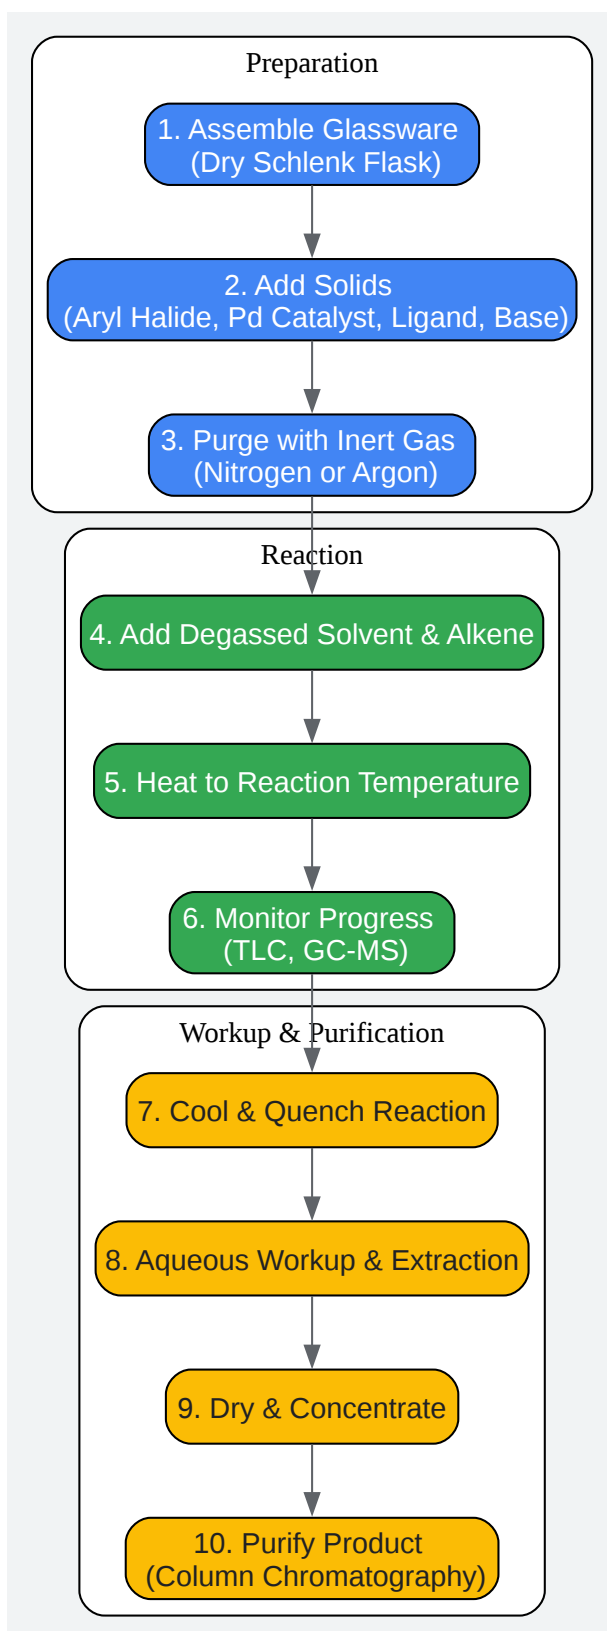 Preparation
1. Assemble Glassware
(Dry Schlenk Flask)
2. Add Solids
(Aryl Halide, Pd Catalyst, Ligand, Base)
3. Purge with Inert Gas
(Nitrogen or Argon)
Reaction
4. Add Degassed Solvent & Alkene
5. Heat to Reaction Temperature
6. Monitor Progress
(TLC, GC-MS)
Workup & Purification
7. Cool & Quench Reaction
8. Aqueous Workup & Extraction
9. Dry & Concentrate
10. Purify Product
(Column Chromatography)